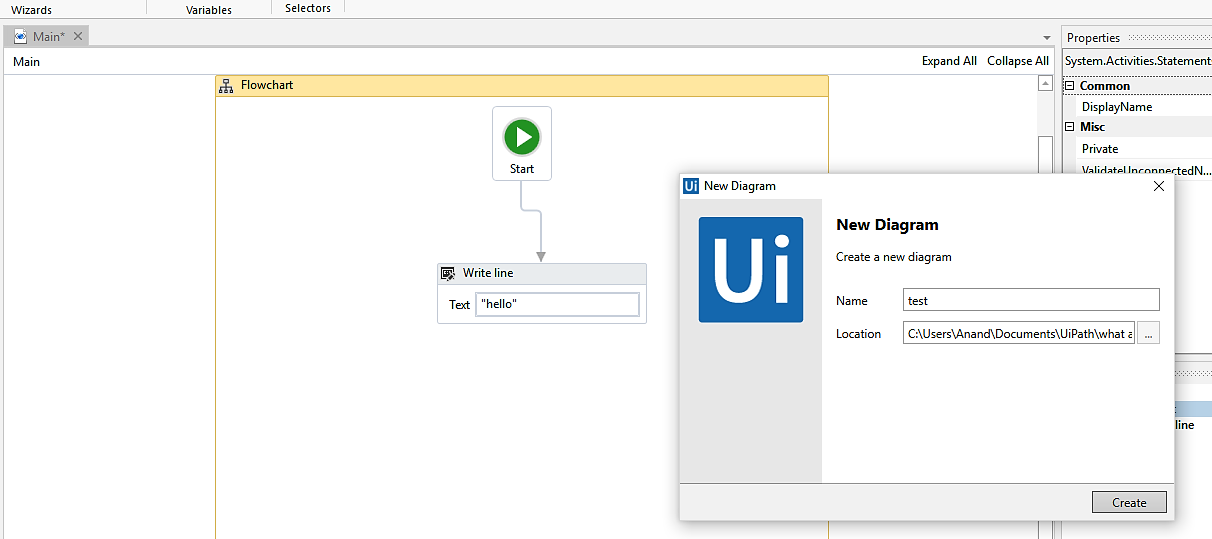 Wizards Variables Selectors
Main* Properties
Main Expand All Collapse All System.Activities.Statement
Flowchart Common
DisplayName
Misc
Private
ValidateUnconnectedN...
Start
Write line
Text "hello"
Ui New Diagram
Ui
New Diagram
Create a new diagram
Name test
Location C:\Users\Anand\Documents\UiPath\what a ...
line
Create